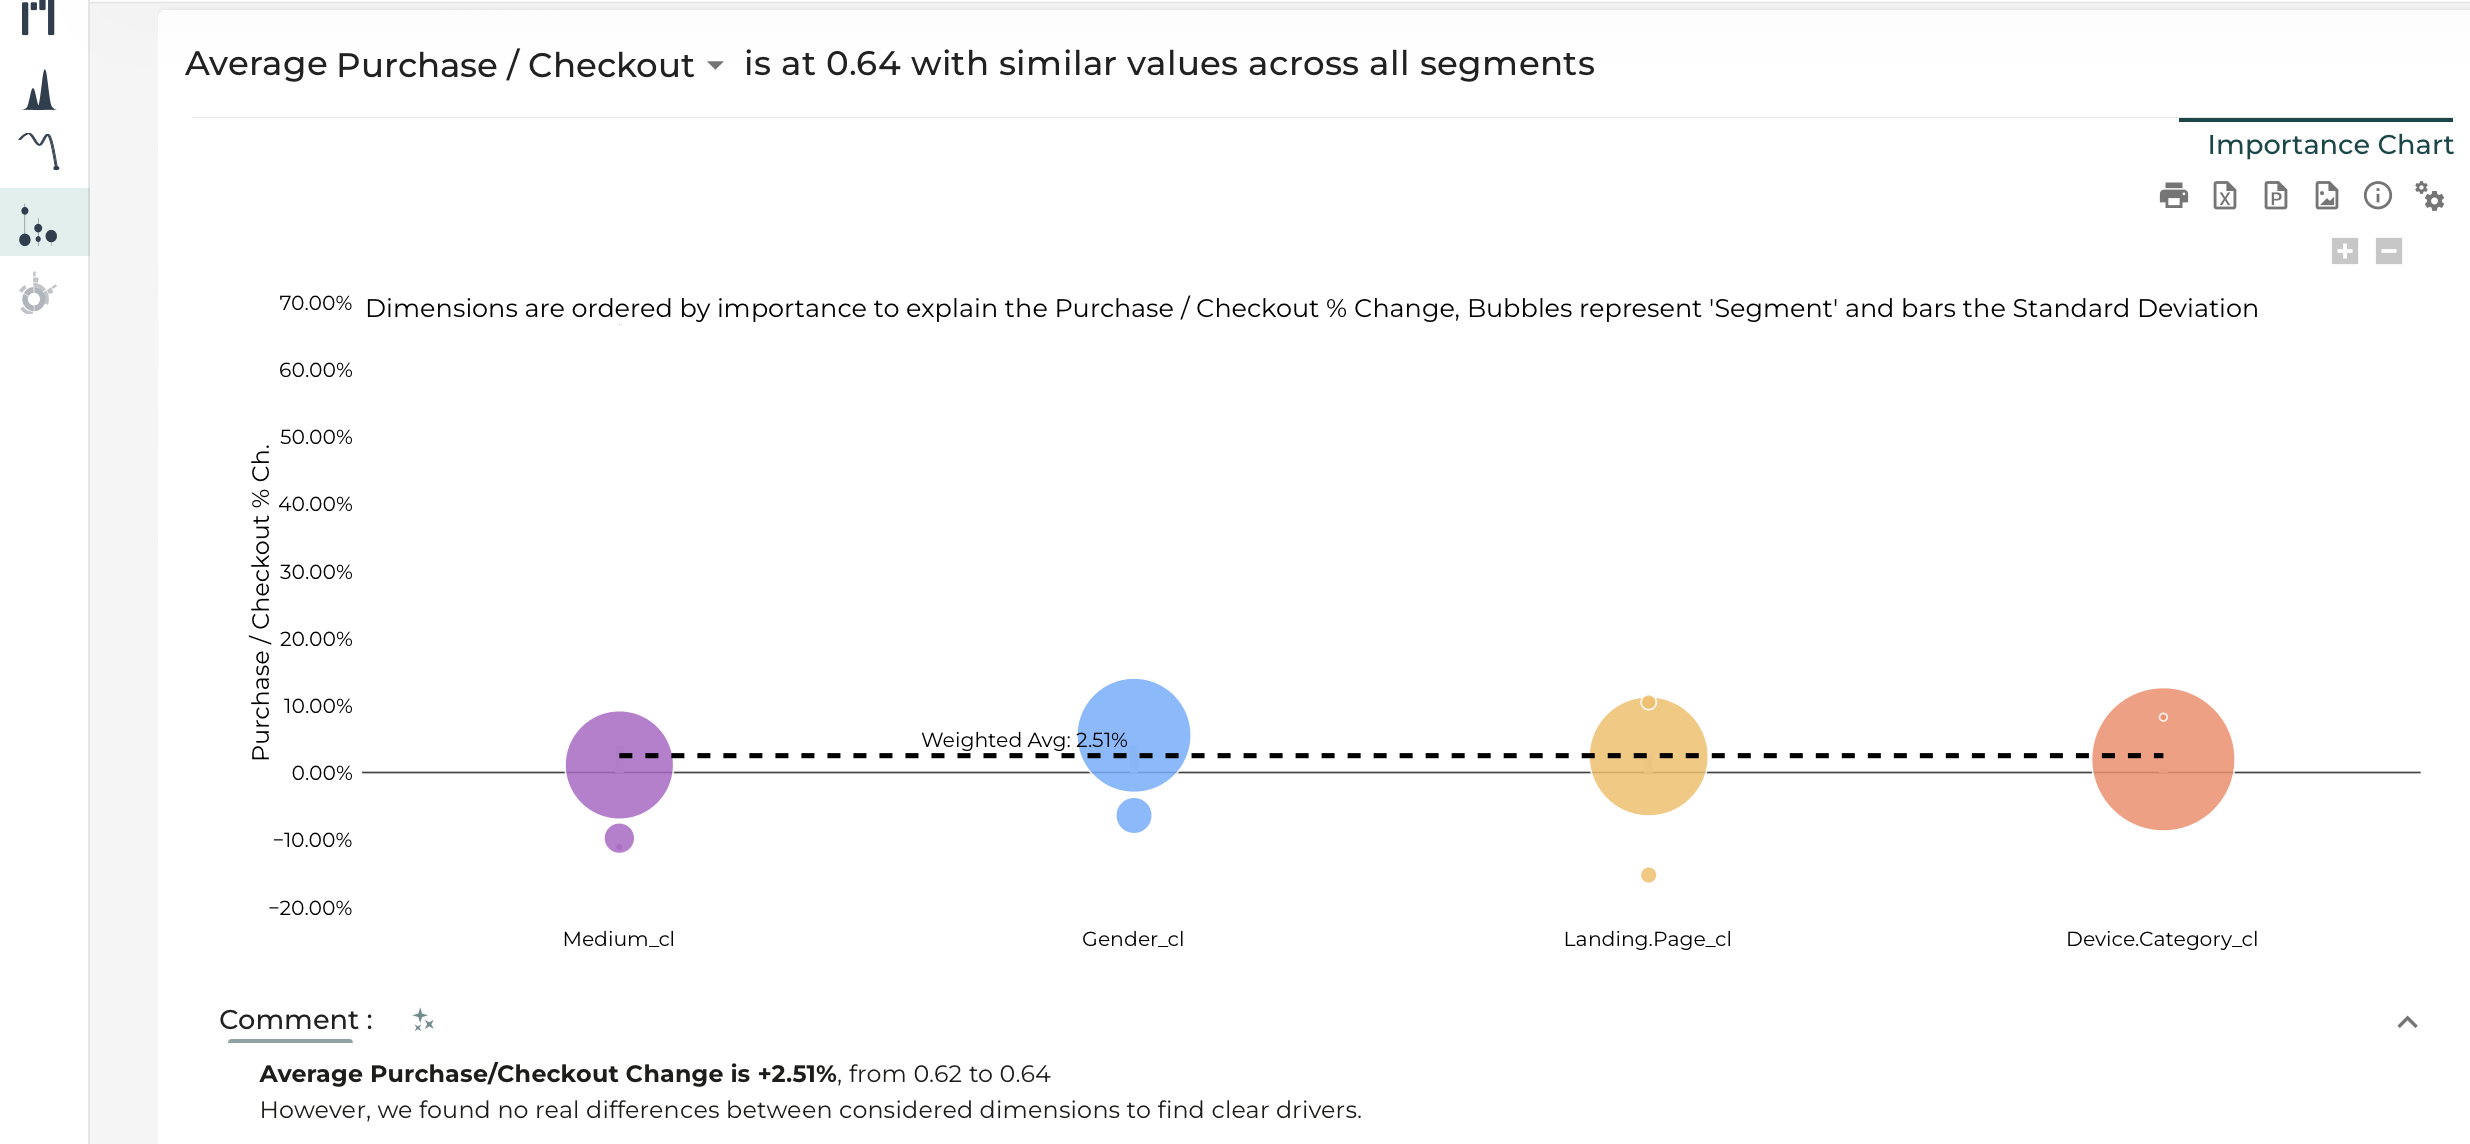 Average Purchase / Checkout is at 0.64 with similar values across all segments
Importance Chart
Dimensions are ordered by importance to explain the Purchase / Checkout % Change, Bubbles represent 'Segment' and bars the Standard Deviation
Purchase / Checkout % Ch.
70.00%
60.00%
50.00%
40.00%
30.00%
20.00%
10.00%
0.00%
−10.00%
−20.00%
Weighted Avg: 2.51%
Medium_cl
Gender_cl
Landing.Page_cl
Device.Category_cl
Comment :
Average Purchase/Checkout Change is +2.51%, from 0.62 to 0.64
However, we found no real differences between considered dimensions to find clear drivers.